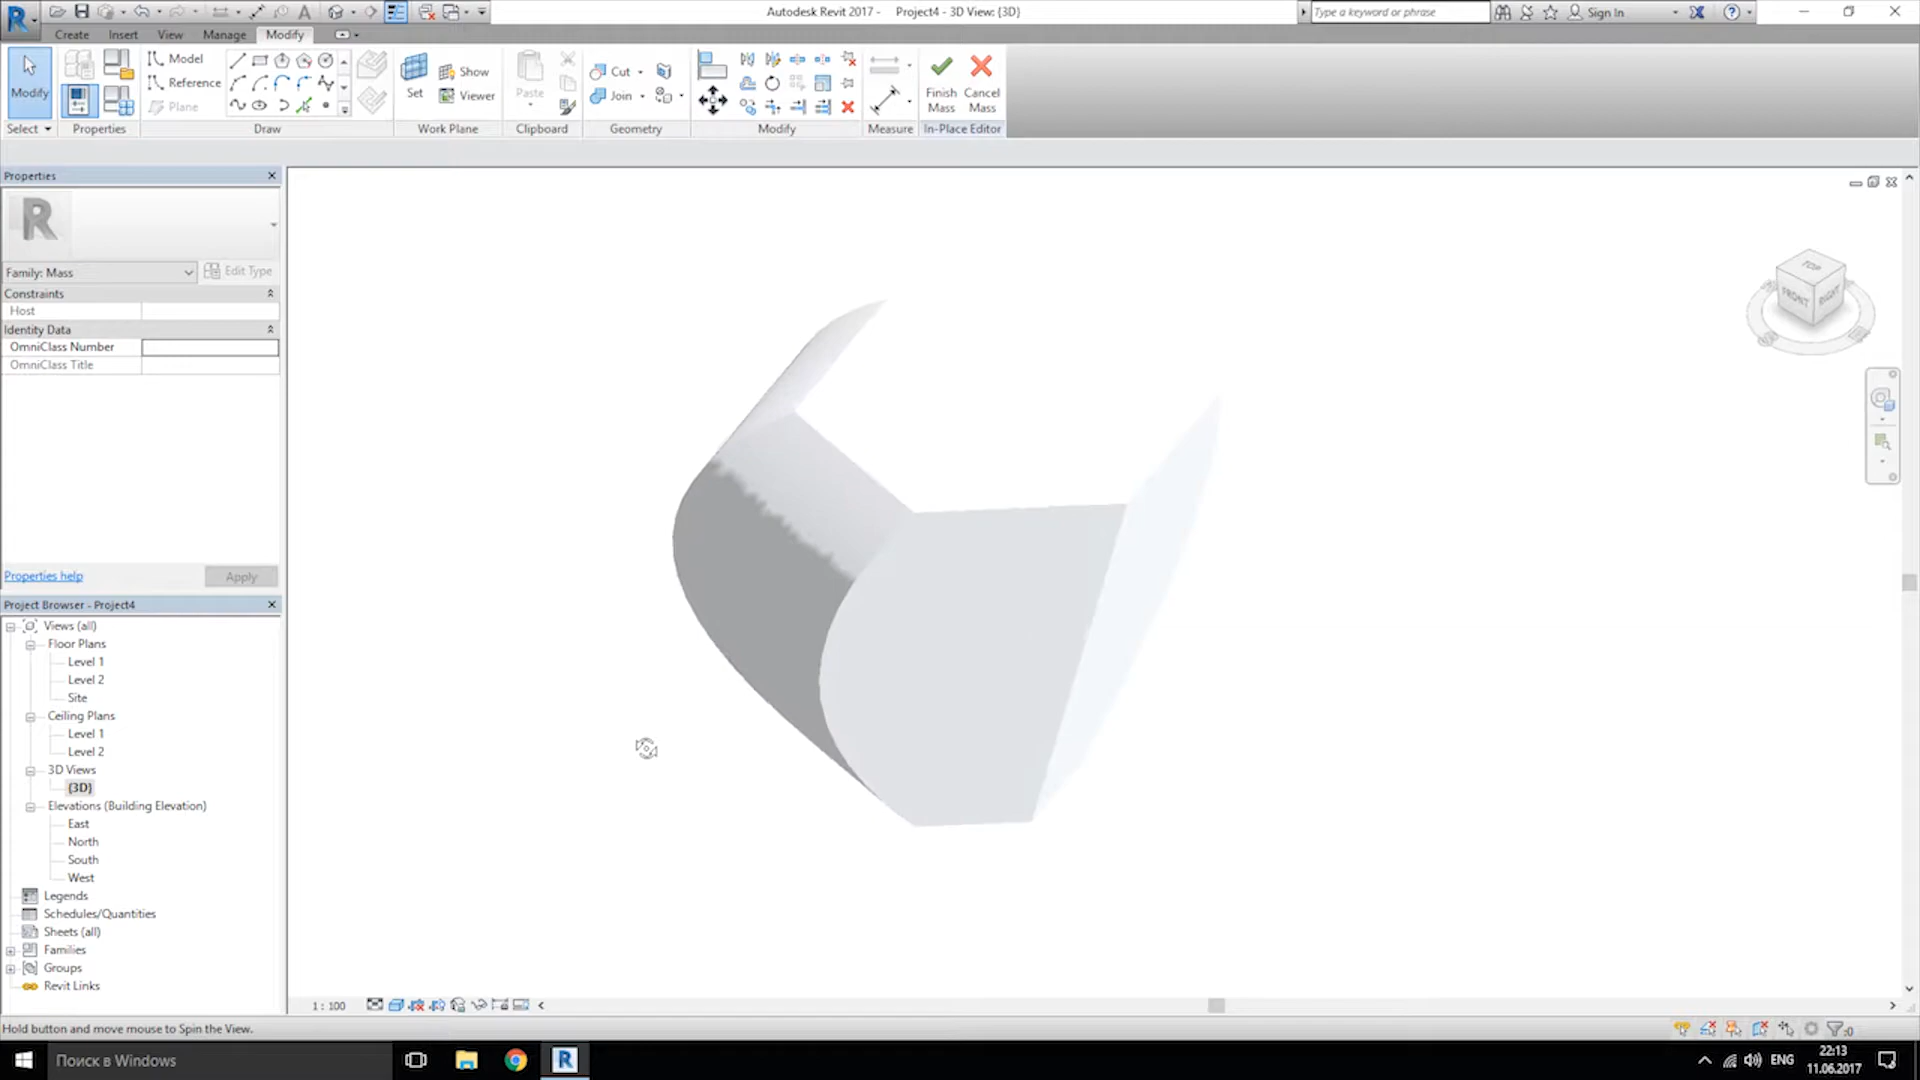 Autodesk Revit 2017 - Project4 - 3D View: {3D}
Type a keyword or phrase
Sign In
Create Insert View Manage Modify
Modify
Select
Properties
Model
Reference
Plane
Draw
Set
Show
Viewer
Work Plane
Paste
Clipboard
Cut
Join
Geometry
Modify
Measure
Finish Mass
Cancel Mass
In-Place Editor
Properties
R
Family: Mass
Edit Type
Constraints
Host
Identity Data
OmniClass Number
OmniClass Title
Properties help
Apply
Project Browser - Project4
Views (all)
Floor Plans
Level 1
Level 2
Site
Ceiling Plans
Level 1
Level 2
3D Views
{3D}
Elevations (Building Elevation)
East
North
South
West
Legends
Schedules/Quantities
Sheets (all)
Families
Groups
Revit Links
TOP
FRONT
RIGHT
1 : 100
Hold button and move mouse to Spin the View.
:0
Поиск в Windows
ENG
22:13
11.06.2017